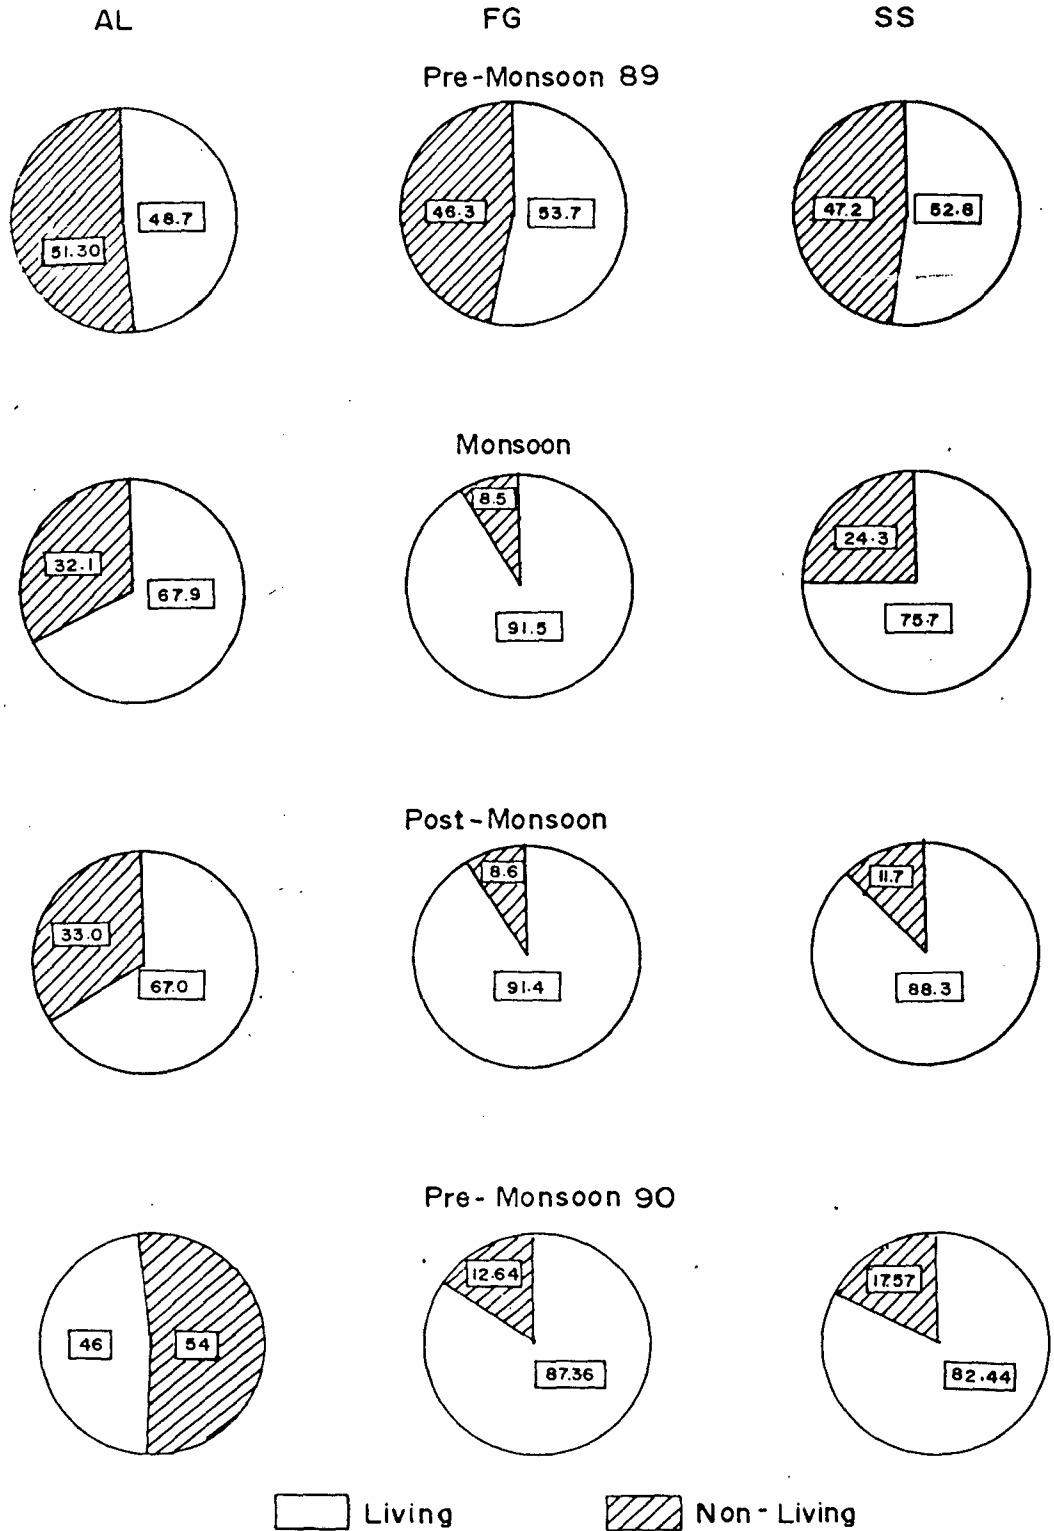 AL FG SS
Pre-Monsoon 89
51.30 48.7 46.3 53.7 47.2 52.8
Monsoon
32.1 67.9 8.5 91.5 24.3 75.7
Post-Monsoon
33.0 67.0 8.6 91.4 11.7 88.3
Pre-Monsoon 90
46 54 12.64 87.36 17.57 82.44
Living Non-Living